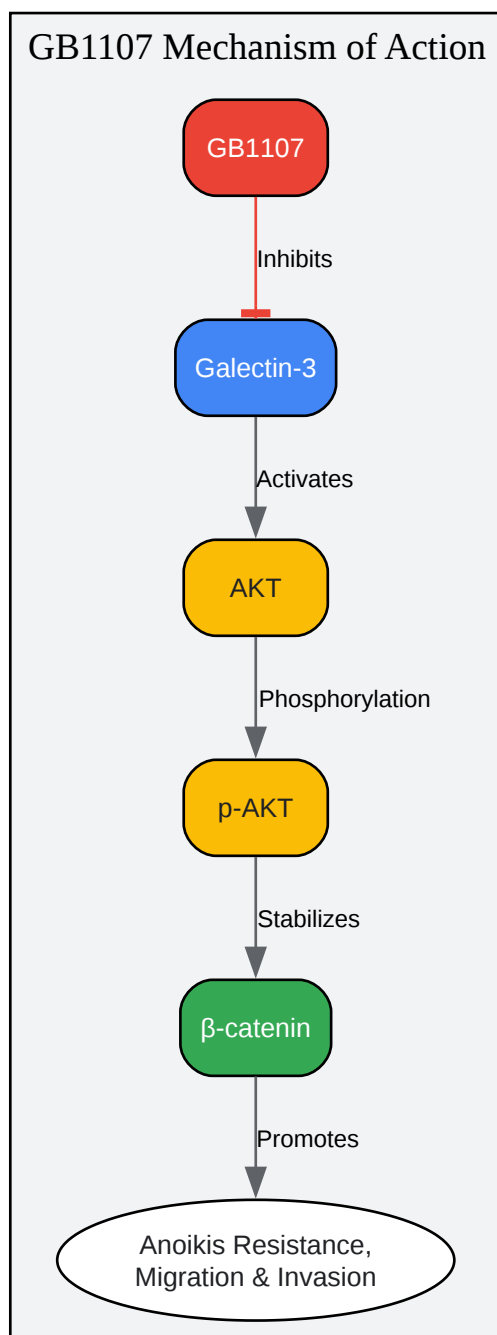 GB1107 Mechanism of Action
GB1107
Inhibits
Galectin-3
Activates
AKT
Phosphorylation
p-AKT
Stabilizes
β-catenin
Promotes
Anoikis Resistance,
Migration & Invasion